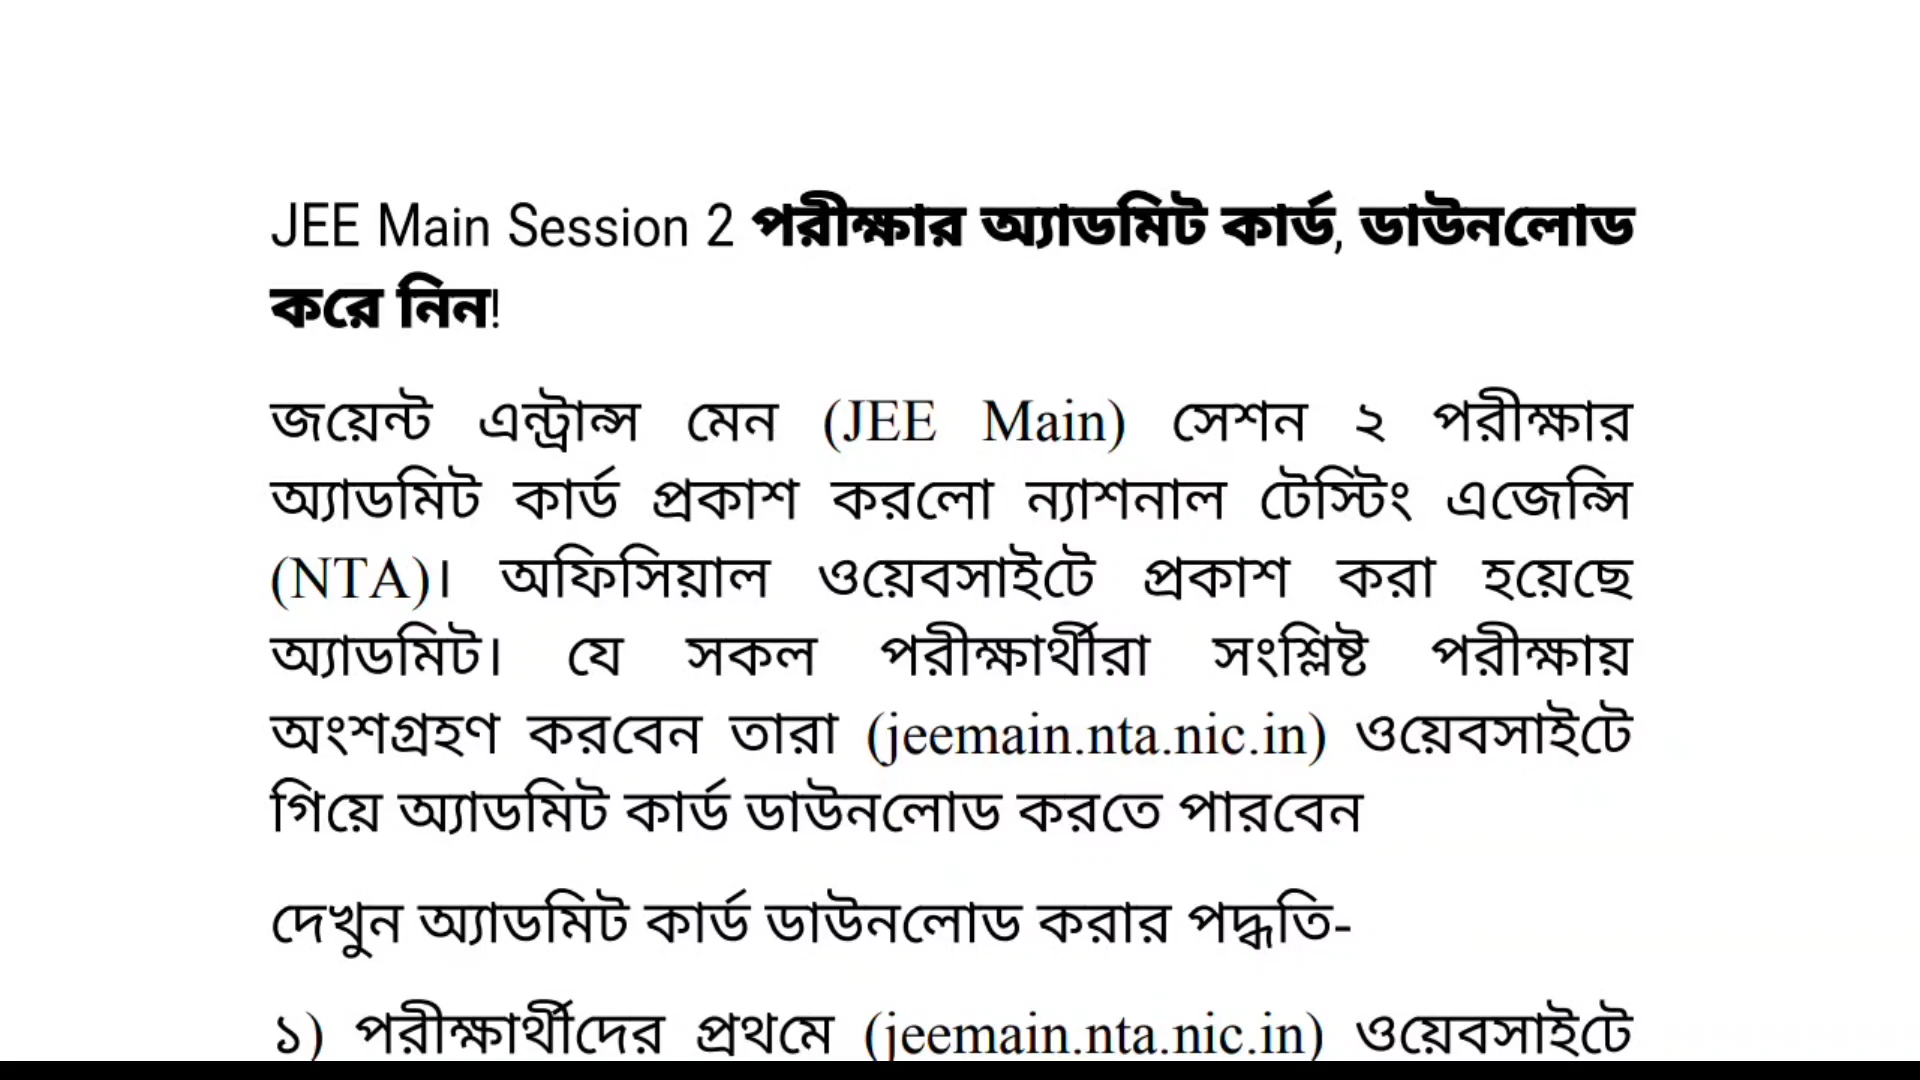 JEE Main Session 2 পরীক্ষার অ্যাডমিট কার্ড, ডাউনলোড
করে নিন!
জয়েন্ট এন্ট্রান্স মেন (JEE Main) সেশন ২ পরীক্ষার
অ্যাডমিট কার্ড প্রকাশ করলো ন্যাশনাল টেস্টিং এজেন্সি
(NTA)। অফিসিয়াল ওয়েবসাইটে প্রকাশ করা হয়েছে
অ্যাডমিট। যে সকল পরীক্ষার্থীরা সংশ্লিষ্ট পরীক্ষায়
অংশগ্রহণ করবেন তারা (jeemain.nta.nic.in) ওয়েবসাইটে
গিয়ে অ্যাডমিট কার্ড ডাউনলোড করতে পারবেন
দেখুন অ্যাডমিট কার্ড ডাউনলোড করার পদ্ধতি-
১) পরীক্ষার্থীদের প্রথমে (jeemain.nta.nic.in) ওয়েবসাইটে